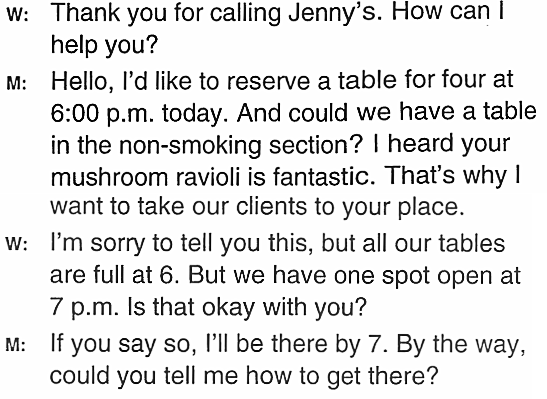 W: Thank you for calling Jenny's. How can I
help you?
M: Hello, I'd like to reserve a table for four at
6:00 p.m. today. And could we have a table
in the non-smoking section? I heard your
mushroom ravioli is fantastic. That's why I
want to take our clients to your place.
W: I'm sorry to tell you this, but all our tables
are full at 6. But we have one spot open at
7 p.m. Is that okay with you?
M: If you say so, I'll be there by 7. By the way,
could you tell me how to get there?